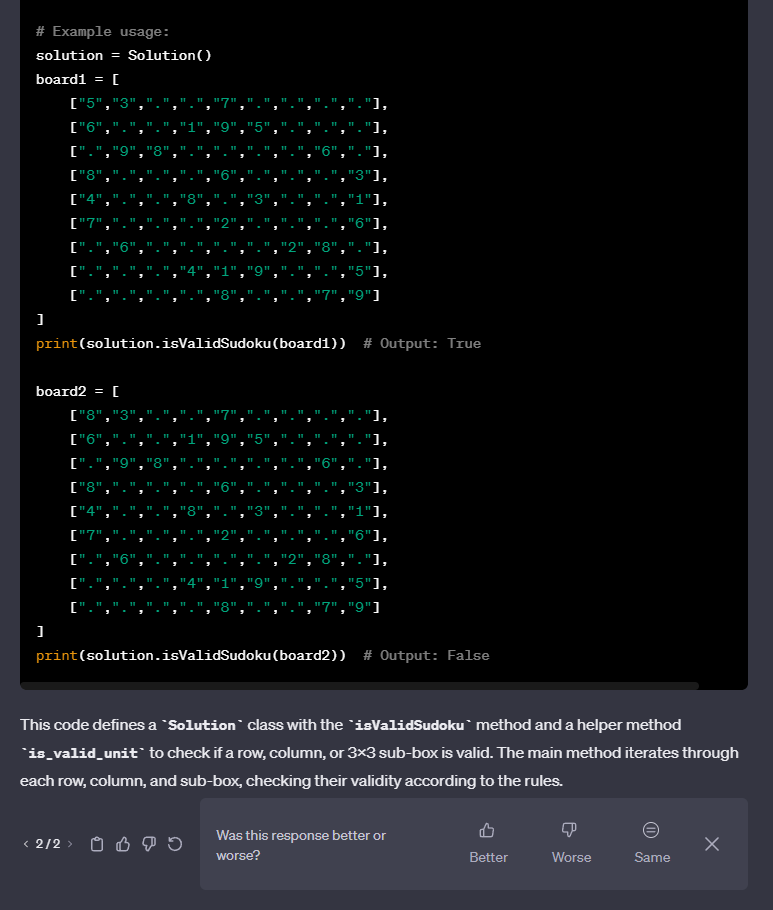 # Example usage:
solution = Solution()
board1 = [
    ["5","3",".",".","7",".",".",".","."],
    ["6",".",".","1","9","5",".",".","."],
    [".","9","8",".",".",".",".","6","."],
    ["8",".",".",".","6",".",".",".","3"],
    ["4",".",".","8",".","3",".",".","1"],
    ["7",".",".",".","2",".",".",".","6"],
    [".","6",".",".",".",".","2","8","."],
    [".",".",".","4","1","9",".",".","5"],
    [".",".",".",".","8",".",".","7","9"]
]
print(solution.isValidSudoku(board1))  # Output: True

board2 = [
    ["8","3",".",".","7",".",".",".","."],
    ["6",".",".","1","9","5",".",".","."],
    [".","9","8",".",".",".",".","6","."],
    ["8",".",".",".","6",".",".",".","3"],
    ["4",".",".","8",".","3",".",".","1"],
    ["7",".",".",".","2",".",".",".","6"],
    [".","6",".",".",".",".","2","8","."],
    [".",".",".","4","1","9",".",".","5"],
    [".",".",".",".","8",".",".","7","9"]
]
print(solution.isValidSudoku(board2))  # Output: False

This code defines a `Solution` class with the `isValidSudoku` method and a helper method
`is_valid_unit` to check if a row, column, or 3×3 sub-box is valid. The main method iterates through
each row, column, and sub-box, checking their validity according to the rules.
< 2/2 >
Was this response better or
worse?
Better
Worse
Same